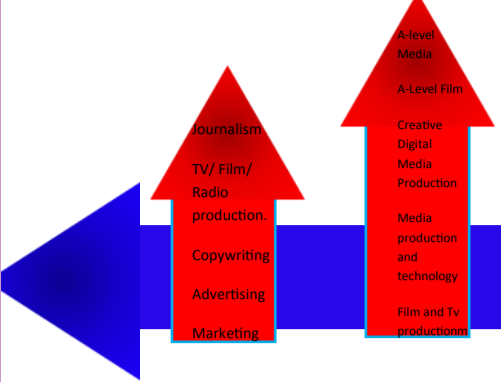 Journalism
TV/ Film/
Radio
production.
Copywriting
Advertising
Marketing
A-level
Media
A-Level Film
Creative
Digital
Media
Production
Media
production
and
technology
Film and Tv
productionm